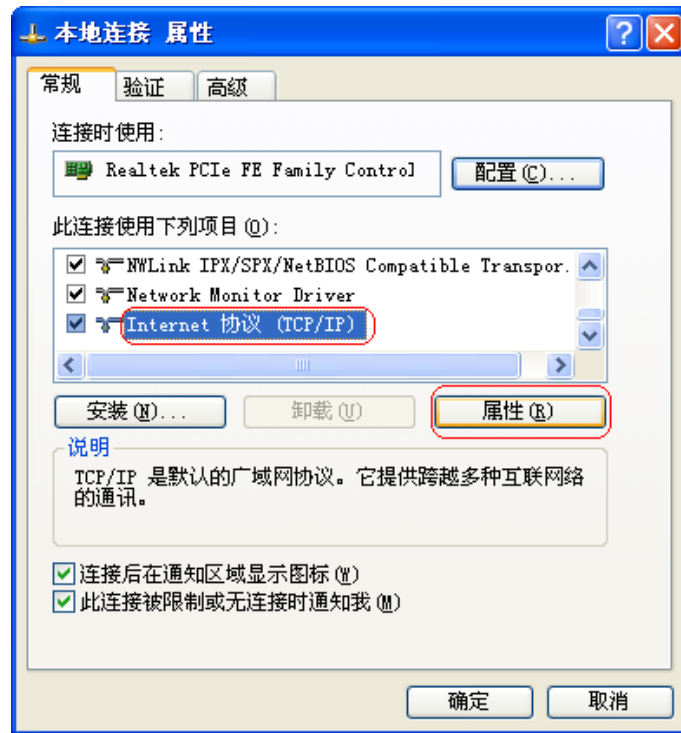 本地连接 属性
常规 验证 高级
连接时使用:
Realtek PCIe FE Family Control
配置(C)...
此连接使用下列项目(O):
NWLink IPX/SPX/NetBIOS Compatible Transpor.
Network Monitor Driver
Internet 协议 (TCP/IP)
安装(N)... 卸载(U) 属性(R)
说明
TCP/IP 是默认的广域网协议。它提供跨越多种互联网络
的通讯。
连接后在通知区域显示图标(W)
此连接被限制或无连接时通知我(M)
确定 取消